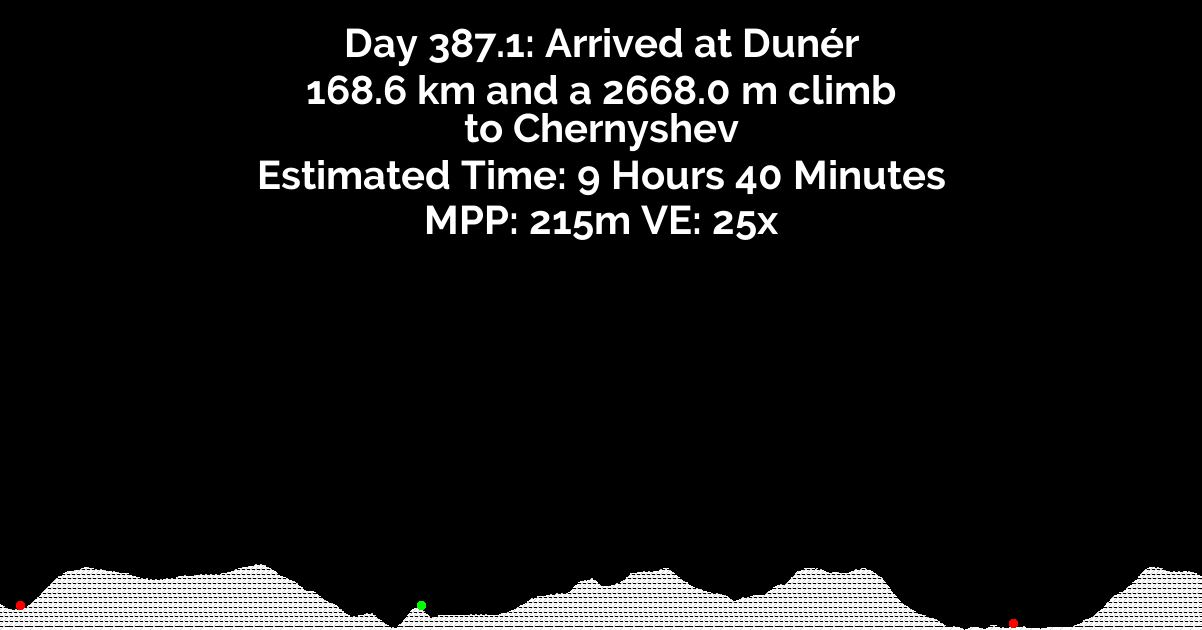 Day 387.1: Arrived at Dunér
168.6 km and a 2668.0 m climb
to Chernyshev
Estimated Time: 9 Hours 40 Minutes
MPP: 215m VE: 25x